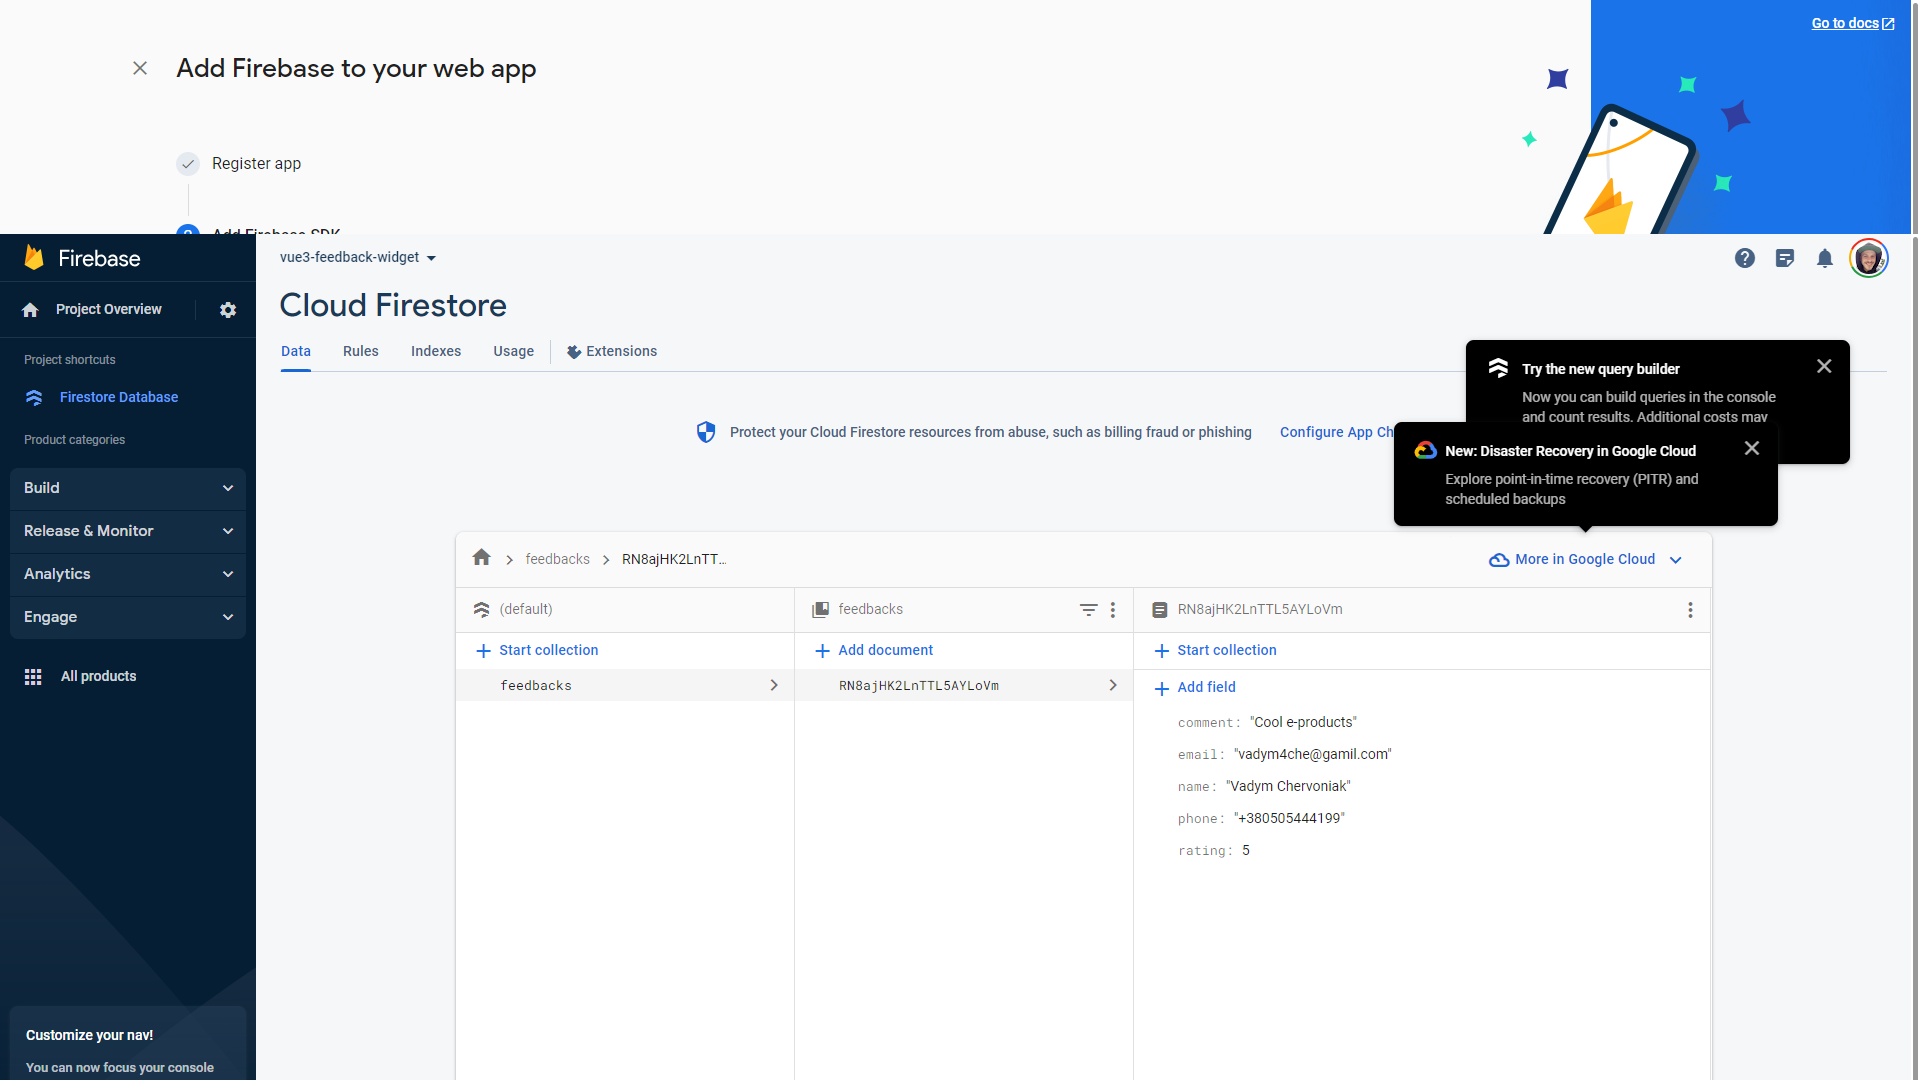 Go to docs
Add Firebase to your web app
Register app
Add Firebase SDK
Firebase
vue3-feedback-widget
Project Overview
Cloud Firestore
Data
Rules
Indexes
Usage
Extensions
Project shortcuts
Firestore Database
Product categories
Build
Release & Monitor
Analytics
Engage
All products
Customize your nav!
You can now focus your console
Try the new query builder
Now you can build queries in the console
and count results. Additional costs may
Protect your Cloud Firestore resources from abuse, such as billing fraud or phishing
Configure App Ch
New: Disaster Recovery in Google Cloud
Explore point-in-time recovery (PITR) and
scheduled backups
feedbacks
RN8ajHK2LnTT...
More in Google Cloud
(default)
feedbacks
RN8ajHK2LnTTL5AYLoVm
Start collection
Add document
Start collection
feedbacks
RN8ajHK2LnTTL5AYLoVm
Add field
comment: "Cool e-products"
email: "vadym4che@gamil.com"
name: "Vadym Chervoniak"
phone: "+380505444199"
rating: 5